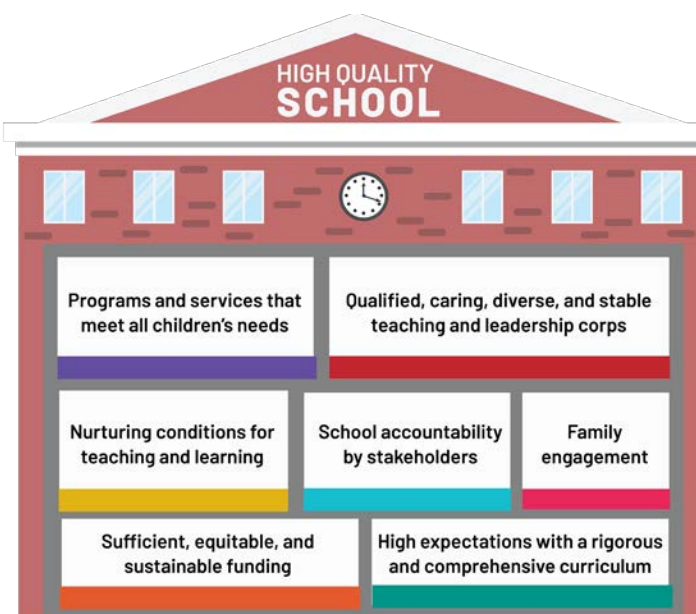 HIGH QUALITY
SCHOOL
Programs and services that
meet all children's needs
Qualified, caring, diverse, and stable
teaching and leadership corps
Nurturing conditions for
teaching and learning
School accountability
by stakeholders
Family
engagement
Sufficient, equitable, and
sustainable funding
High expectations with a rigorous
and comprehensive curriculum